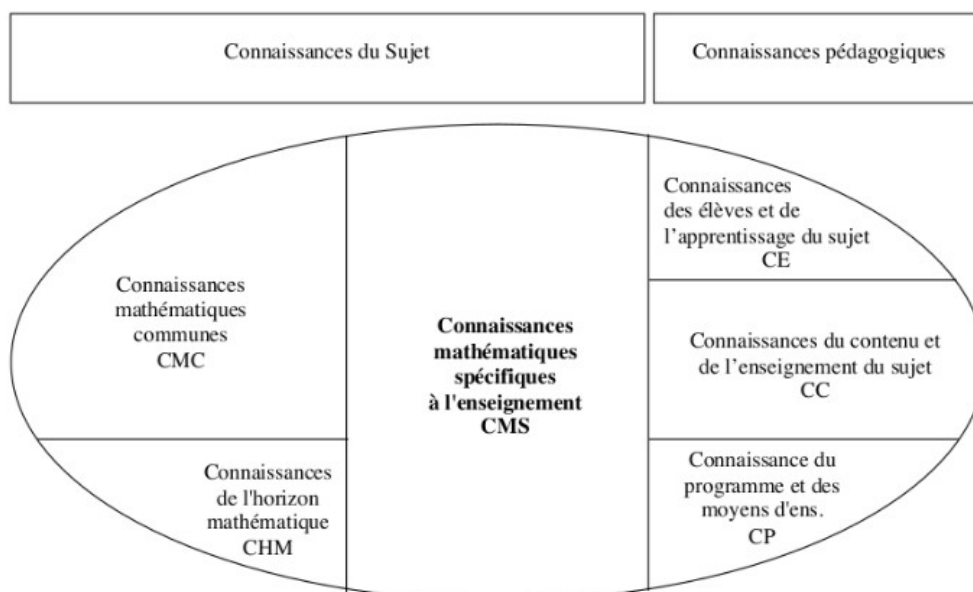 Connaissances du Sujet
Connaissances pédagogiques
Connaissances
mathématiques
communes
CMC
Connaissances
de l'horizon
mathématique
CHM
Connaissances
mathématiques
spécifiques
à l'enseignement
CMS
Connaissances
des élèves et de
l'apprentissage du sujet
CE
Connaissances du contenu et
de l'enseignement du sujet
CC
Connaissance du
programme et des
moyens d'ens.
CP